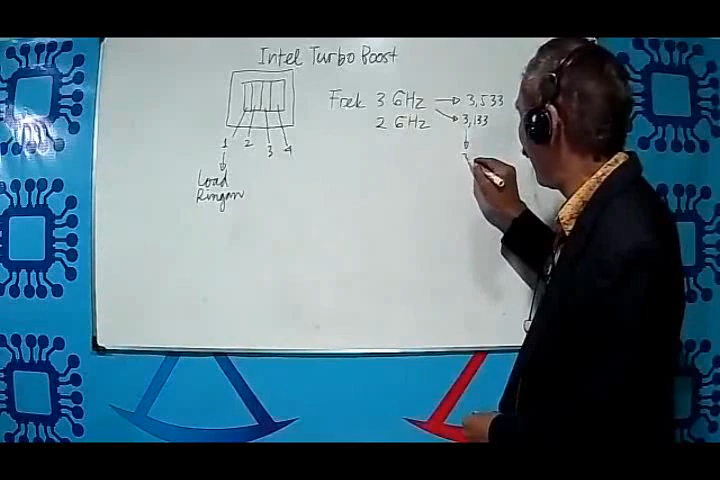 Intel Turbo Boost
Frek 3 GHz → 3,533
2 GHz 3,133
1 2 3 4
Load
Ringan